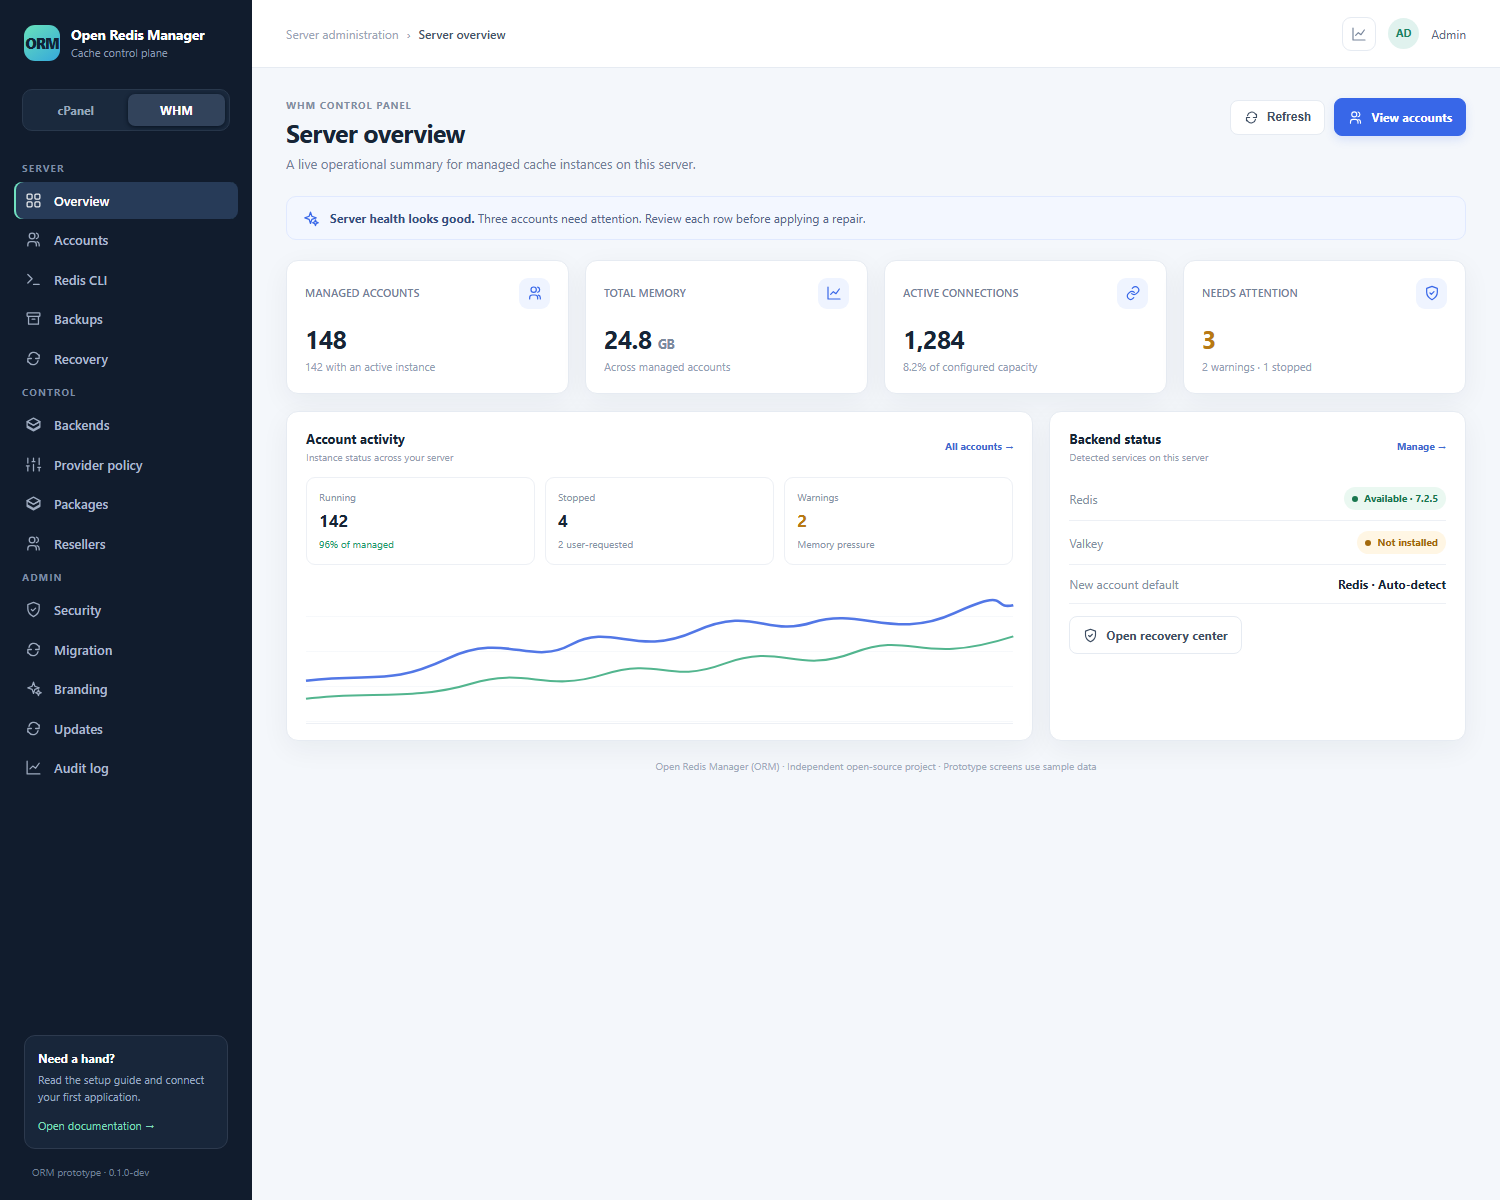 ORM
Open Redis Manager
Cache control plane
cPanel
WHM
SERVER
Overview
Accounts
Redis CLI
Backups
Recovery
CONTROL
Backends
Provider policy
Packages
Resellers
ADMIN
Security
Migration
Branding
Updates
Audit log
Need a hand?
Read the setup guide and connect
your first application.
Open documentation →
ORM prototype · 0.1.0-dev
Server administration › Server overview
AD
Admin
WHM CONTROL PANEL
Server overview
A live operational summary for managed cache instances on this server.
Refresh
View accounts
Server health looks good. Three accounts need attention. Review each row before applying a repair.
MANAGED ACCOUNTS
148
142 with an active instance
TOTAL MEMORY
24.8 GB
Across managed accounts
ACTIVE CONNECTIONS
1,284
8.2% of configured capacity
NEEDS ATTENTION
3
2 warnings · 1 stopped
Account activity
Instance status across your server
All accounts →
Running
142
96% of managed
Stopped
4
2 user-requested
Warnings
2
Memory pressure
Backend status
Detected services on this server
Manage →
Redis
Available · 7.2.5
Valkey
Not installed
New account default
Redis · Auto-detect
Open recovery center
Open Redis Manager (ORM) · Independent open-source project · Prototype screens use sample data